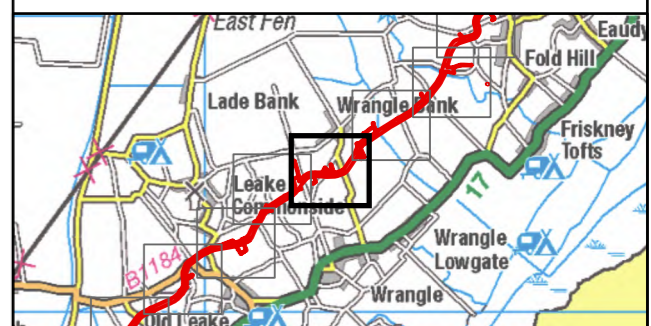 East Fen
Eaudy
Fold Hill
Lade Bank
Wrangle Bank
Friskney
Tofts
Leake
Commonside
17
Wrangle
Lowgate
B1184
Wrangle
Old Leake